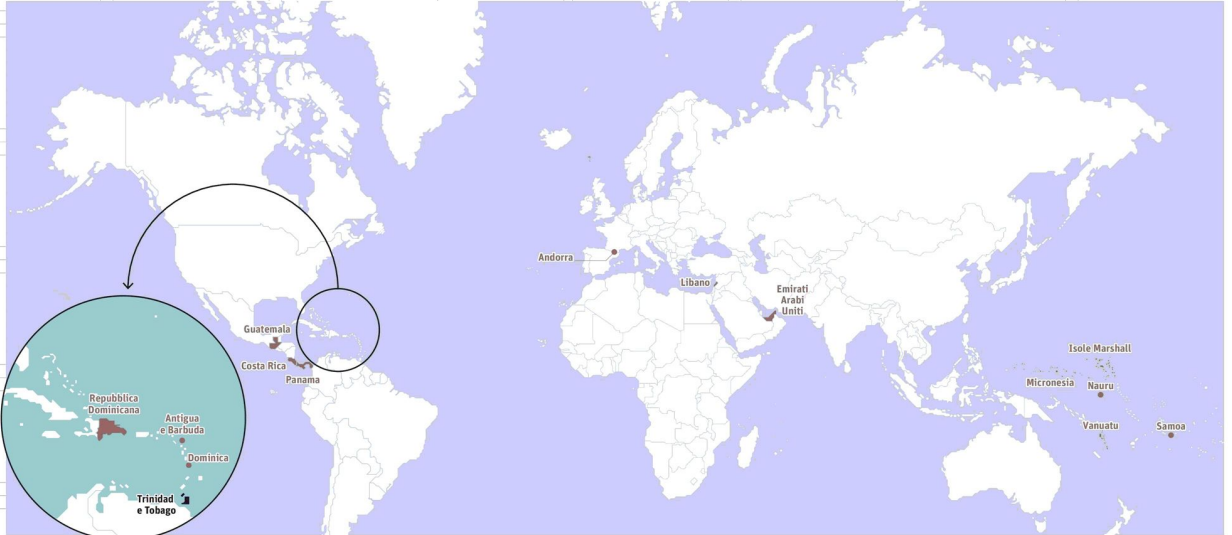 Andorra
Libano
Emirati
Arabi
Uniti
Guatemala
Costa Rica
Panama
Repubblica
Dominicana
Antigua
e Barbuda
Dominica
Trinidad
e Tobago
Isole Marshall
Micronesia
Nauru
Vanuatu
Samoa